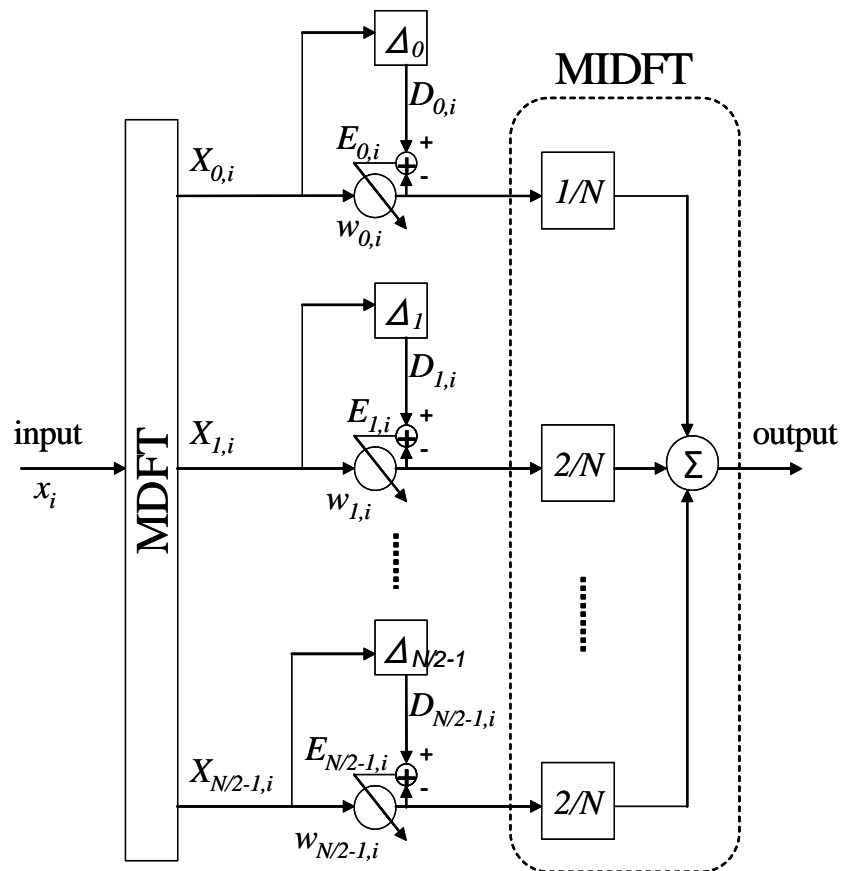 Δ0
MIDFT
D0,i
+
E0,i
X0,i
+
-
1/N
w0,i
Δ1
D1,i
+
E1,i
X1,i
+
-
2/N
input
xi
MDFT
w1,i
Σ
output
ΔN/2-1
DN/2-1,i
+
EN/2-1,i
XN/2-1,i
+
-
2/N
wN/2-1,i